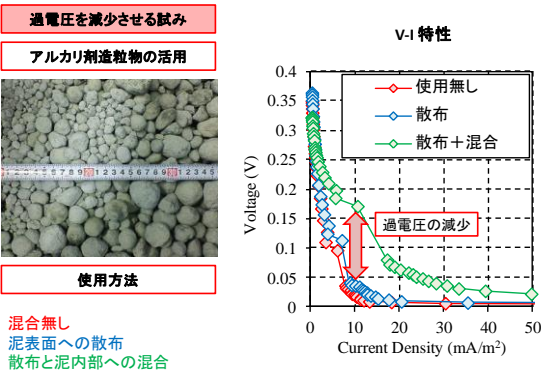 過電圧を減少させる試み
アルカリ剤造粒物の活用
使用方法
混合無し
泥表面への散布
散布と泥内部への混合
V-I 特性
使用無し
散布
散布＋混合
過電圧の減少
Voltage (V)
0.4
0.35
0.3
0.25
0.2
0.15
0.1
0.05
0
0 10 20 30 40 50
Current Density (mA/m²)